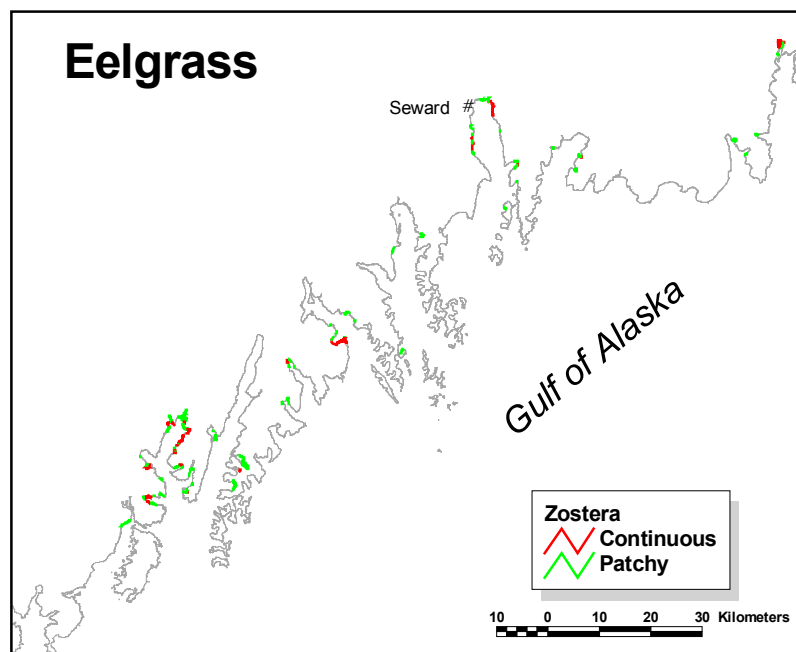 Eelgrass
Seward #
Gulf of Alaska
Zostera
Continuous
Patchy
10 0 10 20 30 Kilometers